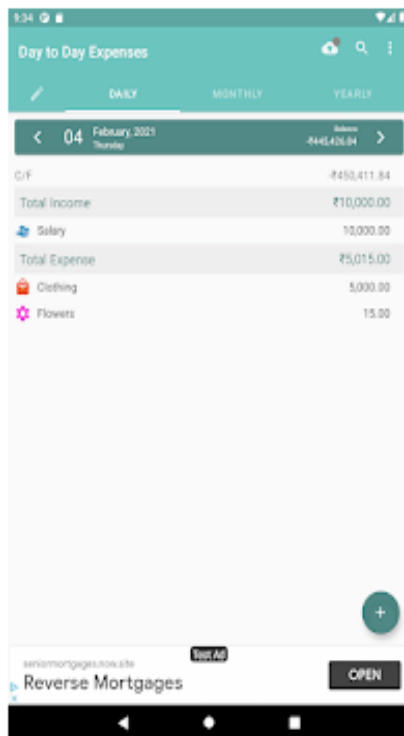 9:34
Day to Day Expenses
DAILY MONTHLY YEARLY
04 February, 2021 Thursday Balance -₹445,426.84
C/F -₹450,411.84
Total Income ₹10,000.00
Salary 10,000.00
Total Expense ₹5,015.00
Clothing 5,000.00
Flowers 15.00
+
Test Ad
seniormortgages.now.site
Reverse Mortgages
OPEN